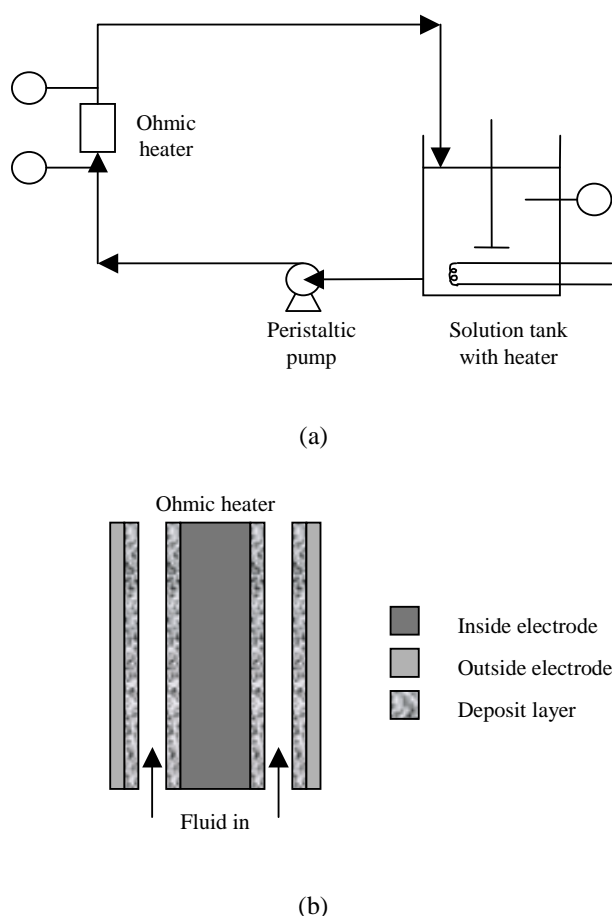 Ohmic
heater
Peristaltic
pump
Solution tank
with heater
(a)
Ohmic heater
Inside electrode
Outside electrode
Deposit layer
Fluid in
(b)